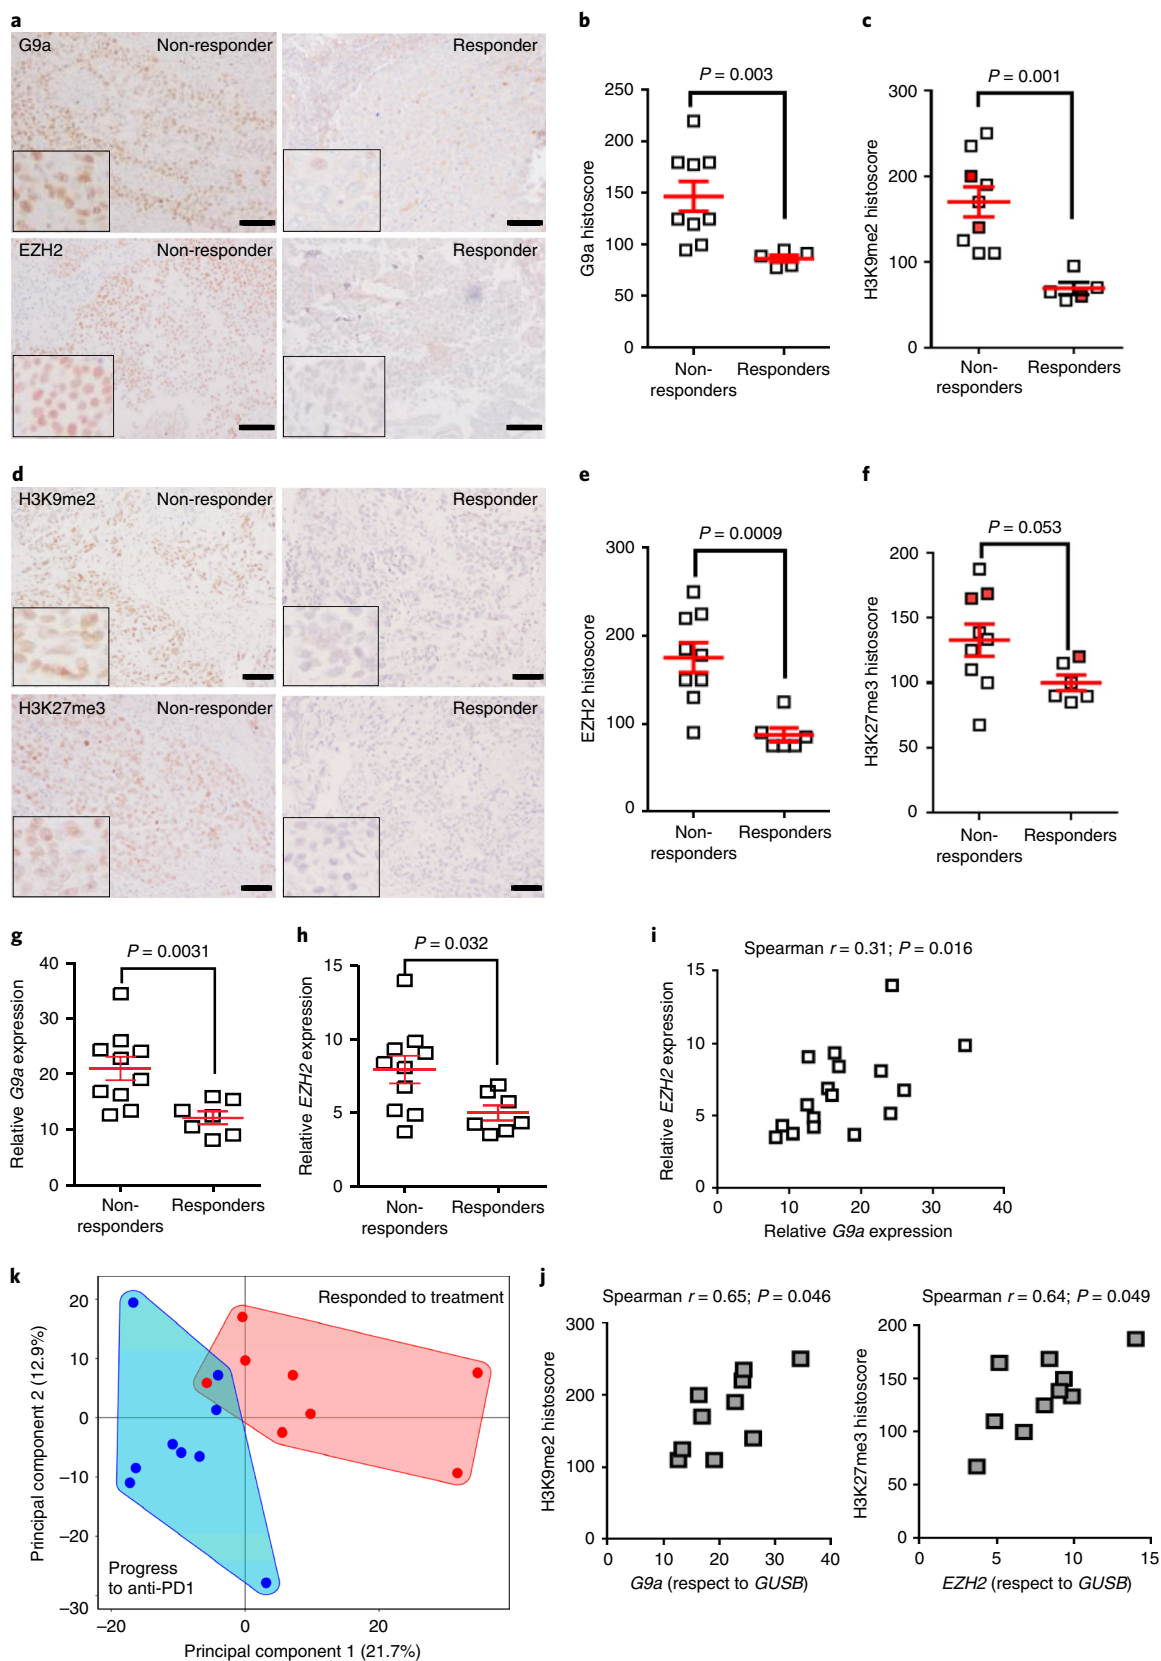 a
G9a Non-responder
Responder
EZH2 Non-responder
Responder
b
P = 0.003
250
200
150
100
50
0
G9a histoscore
Non-
responders
Responders
c
P = 0.001
300
200
100
0
H3K9me2 histoscore
Non-
responders
Responders
d
H3K9me2 Non-responder
Responder
H3K27me3 Non-responder
Responder
e
P = 0.0009
300
200
100
0
EZH2 histoscore
Non-
responders
Responders
f
P = 0.053
200
150
100
50
0
H3K27me3 histoscore
Non-
responders
Responders
g
P = 0.0031
40
30
20
10
0
Relative G9a expression
Non-
responders
Responders
h
P = 0.032
15
10
5
0
Relative EZH2 expression
Non-
responders
Responders
i
Spearman r = 0.31; P = 0.016
15
10
5
0
Relative EZH2 expression
0 10 20 30 40
Relative G9a expression
k
Responded to treatment
20
10
0
−10
−20
−30
Principal component 2 (12.9%)
Progress
to anti-PD1
−20 0 20
Principal component 1 (21.7%)
j
Spearman r = 0.65; P = 0.046
300
200
100
0
H3K9me2 histoscore
0 10 20 30 40
G9a (respect to GUSB)
Spearman r = 0.64; P = 0.049
200
150
100
50
0
H3K27me3 histoscore
0 5 10 15
EZH2 (respect to GUSB)